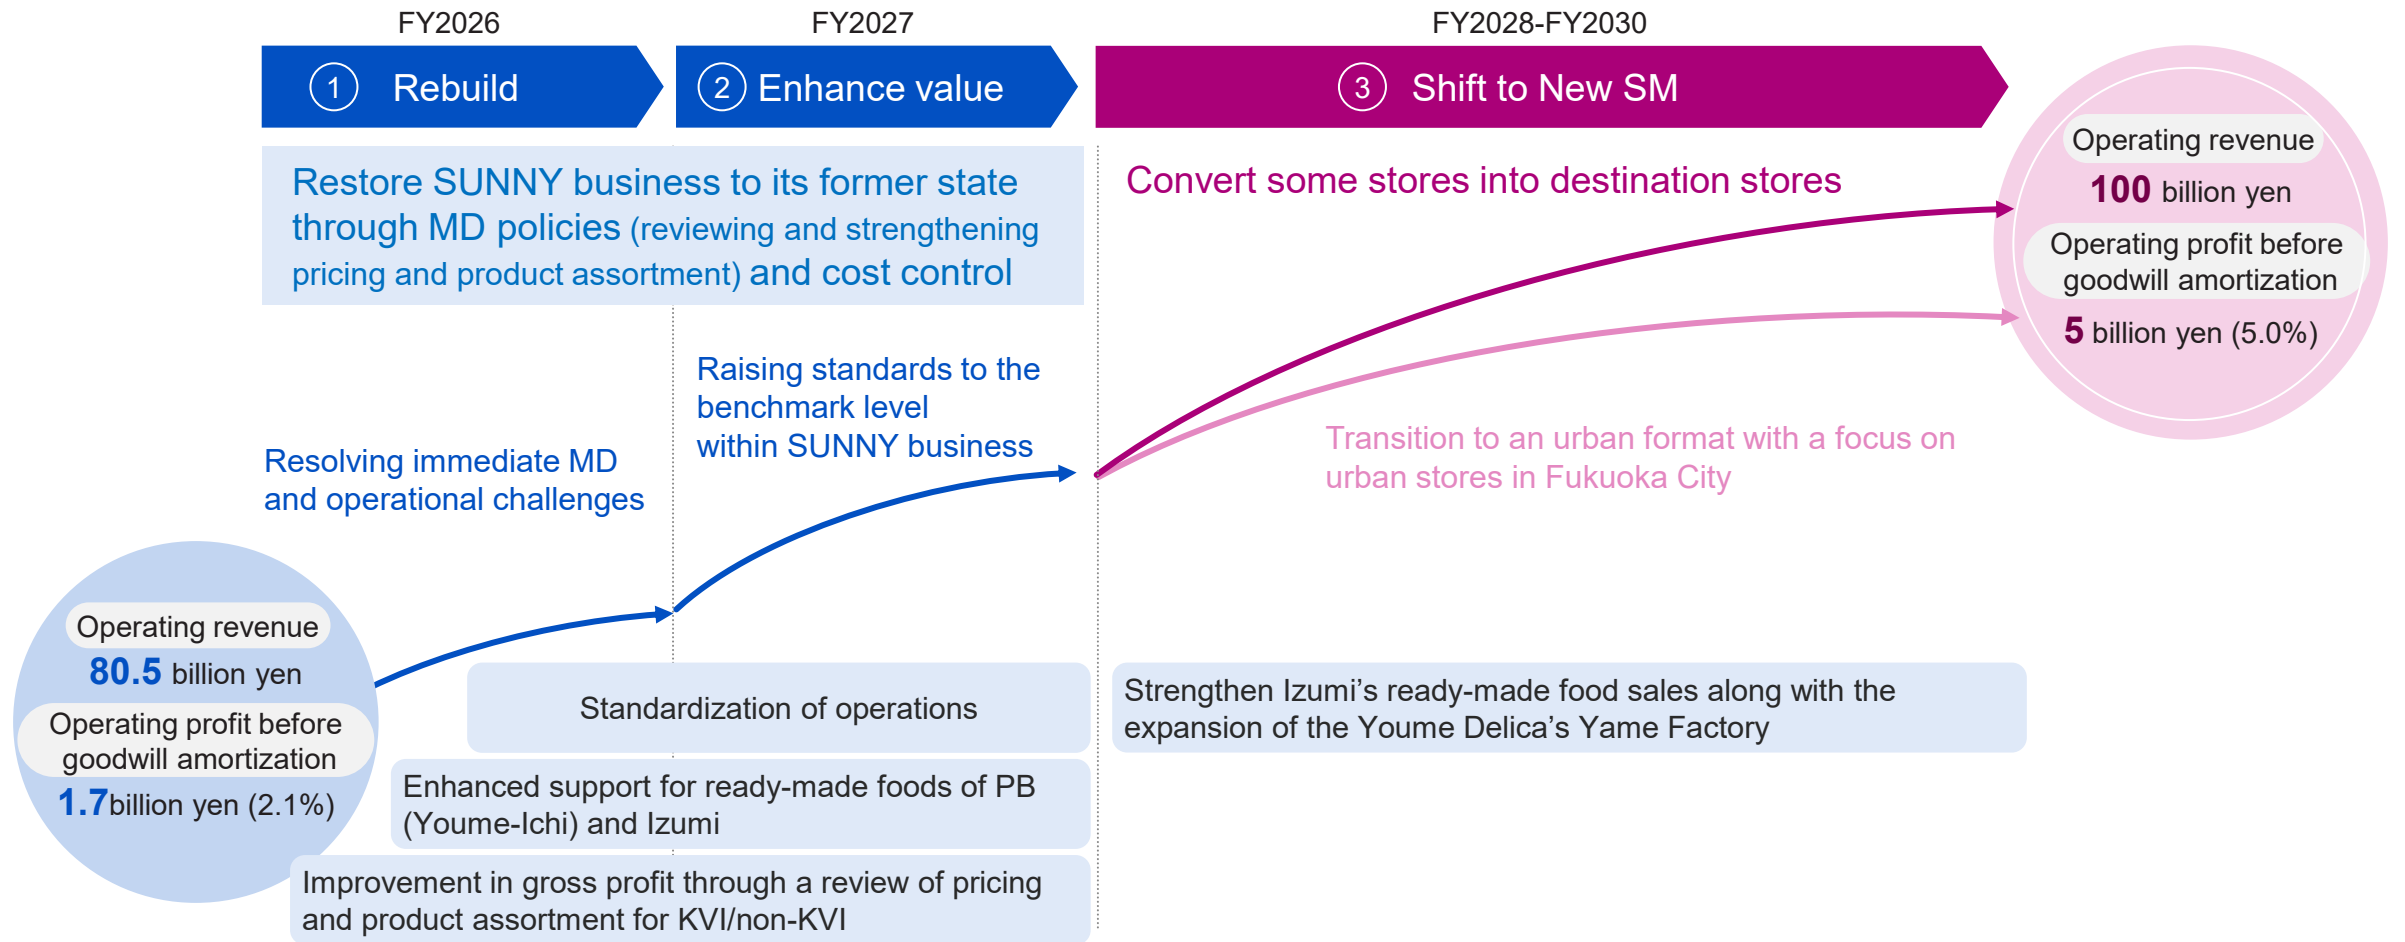 FY2026
FY2027
FY2028-FY2030
1 Rebuild
2 Enhance value
3 Shift to New SM
Restore SUNNY business to its former state
through MD policies (reviewing and strengthening
pricing and product assortment) and cost control
Convert some stores into destination stores
Operating revenue
100 billion yen
Operating profit before
goodwill amortization
5 billion yen (5.0%)
Raising standards to the
benchmark level
within SUNNY business
Resolving immediate MD
and operational challenges
Transition to an urban format with a focus on
urban stores in Fukuoka City
Operating revenue
80.5 billion yen
Operating profit before
goodwill amortization
1.7billion yen (2.1%)
Standardization of operations
Strengthen Izumi’s ready-made food sales along with the
expansion of the Youme Delica’s Yame Factory
Enhanced support for ready-made foods of PB
(Youme-Ichi) and Izumi
Improvement in gross profit through a review of pricing
and product assortment for KVI/non-KVI